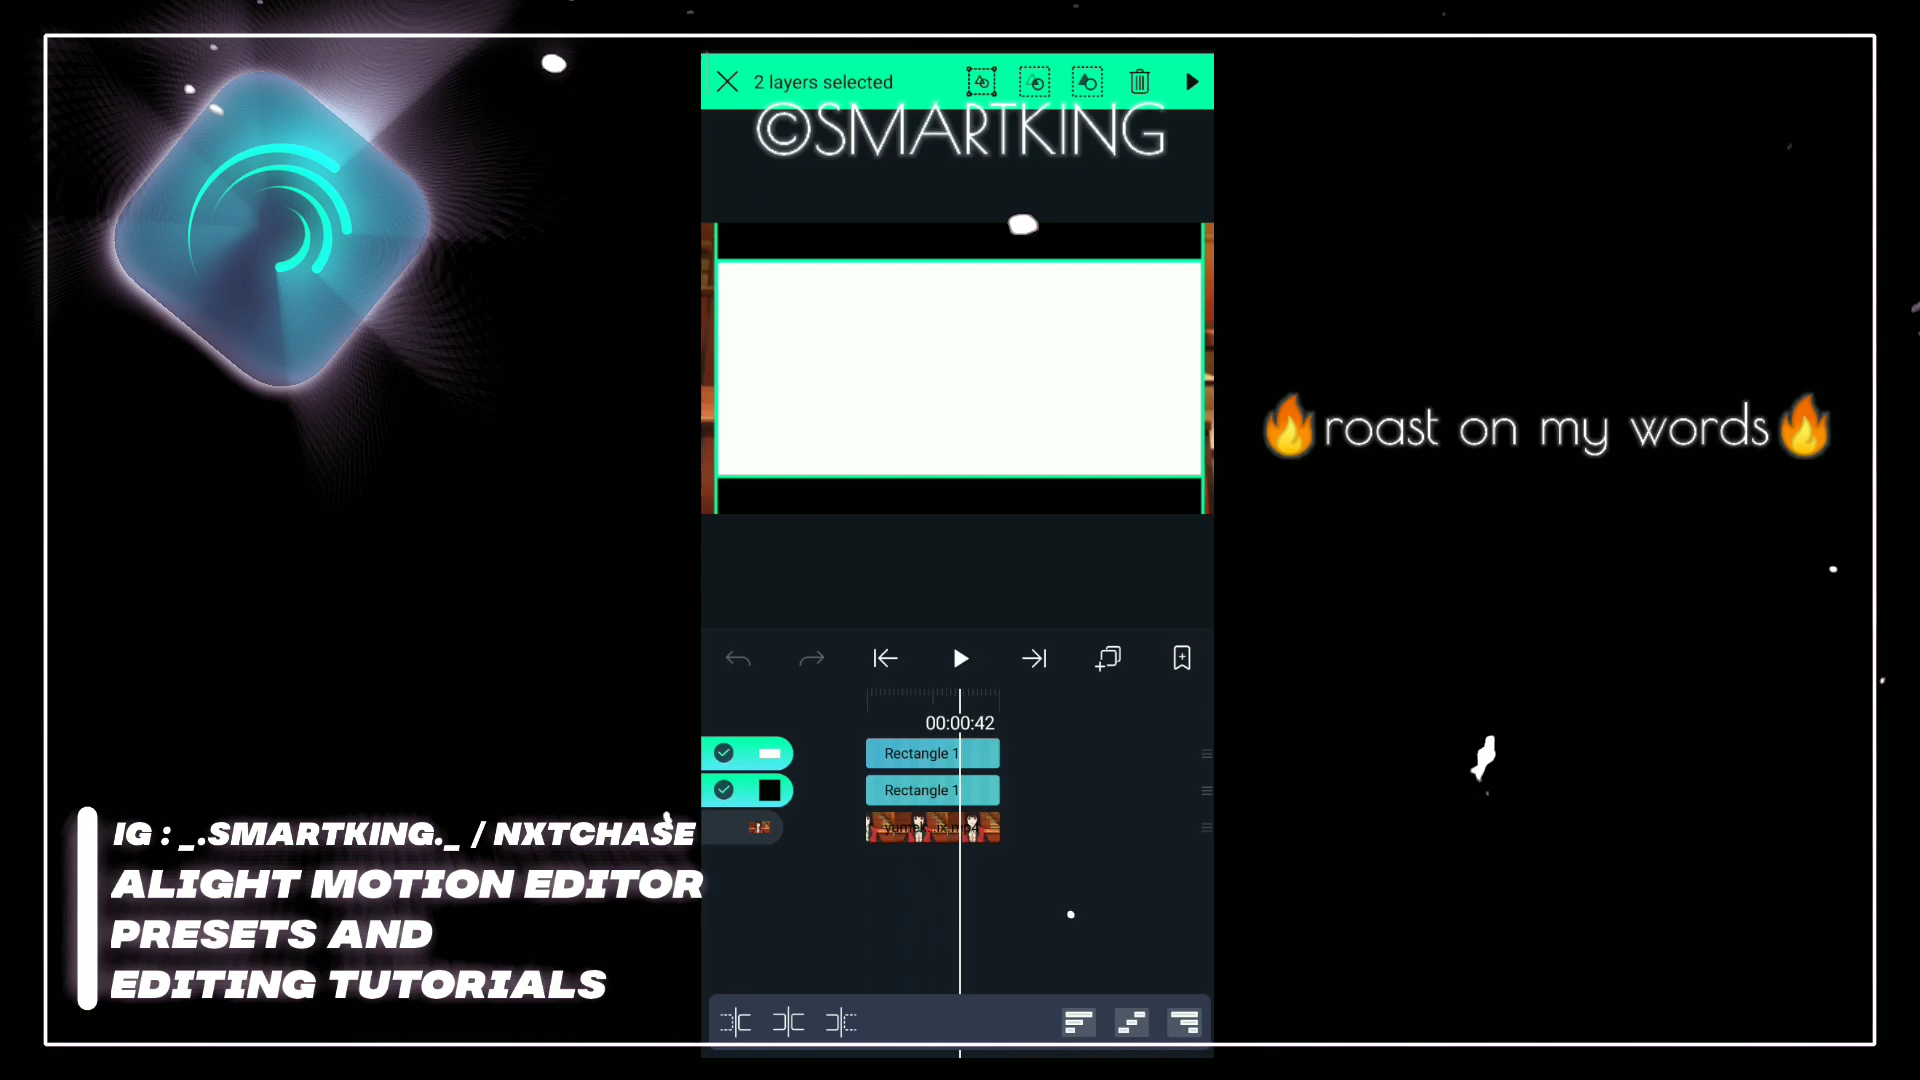 2 layers selected
©SMARTKING
🔥roast on my words🔥
00:00:42
Rectangle 1
Rectangle 1
IG : _.SMARTKING._ / NXTCHASE
ALIGHT MOTION EDITOR
PRESETS AND
EDITING TUTORIALS